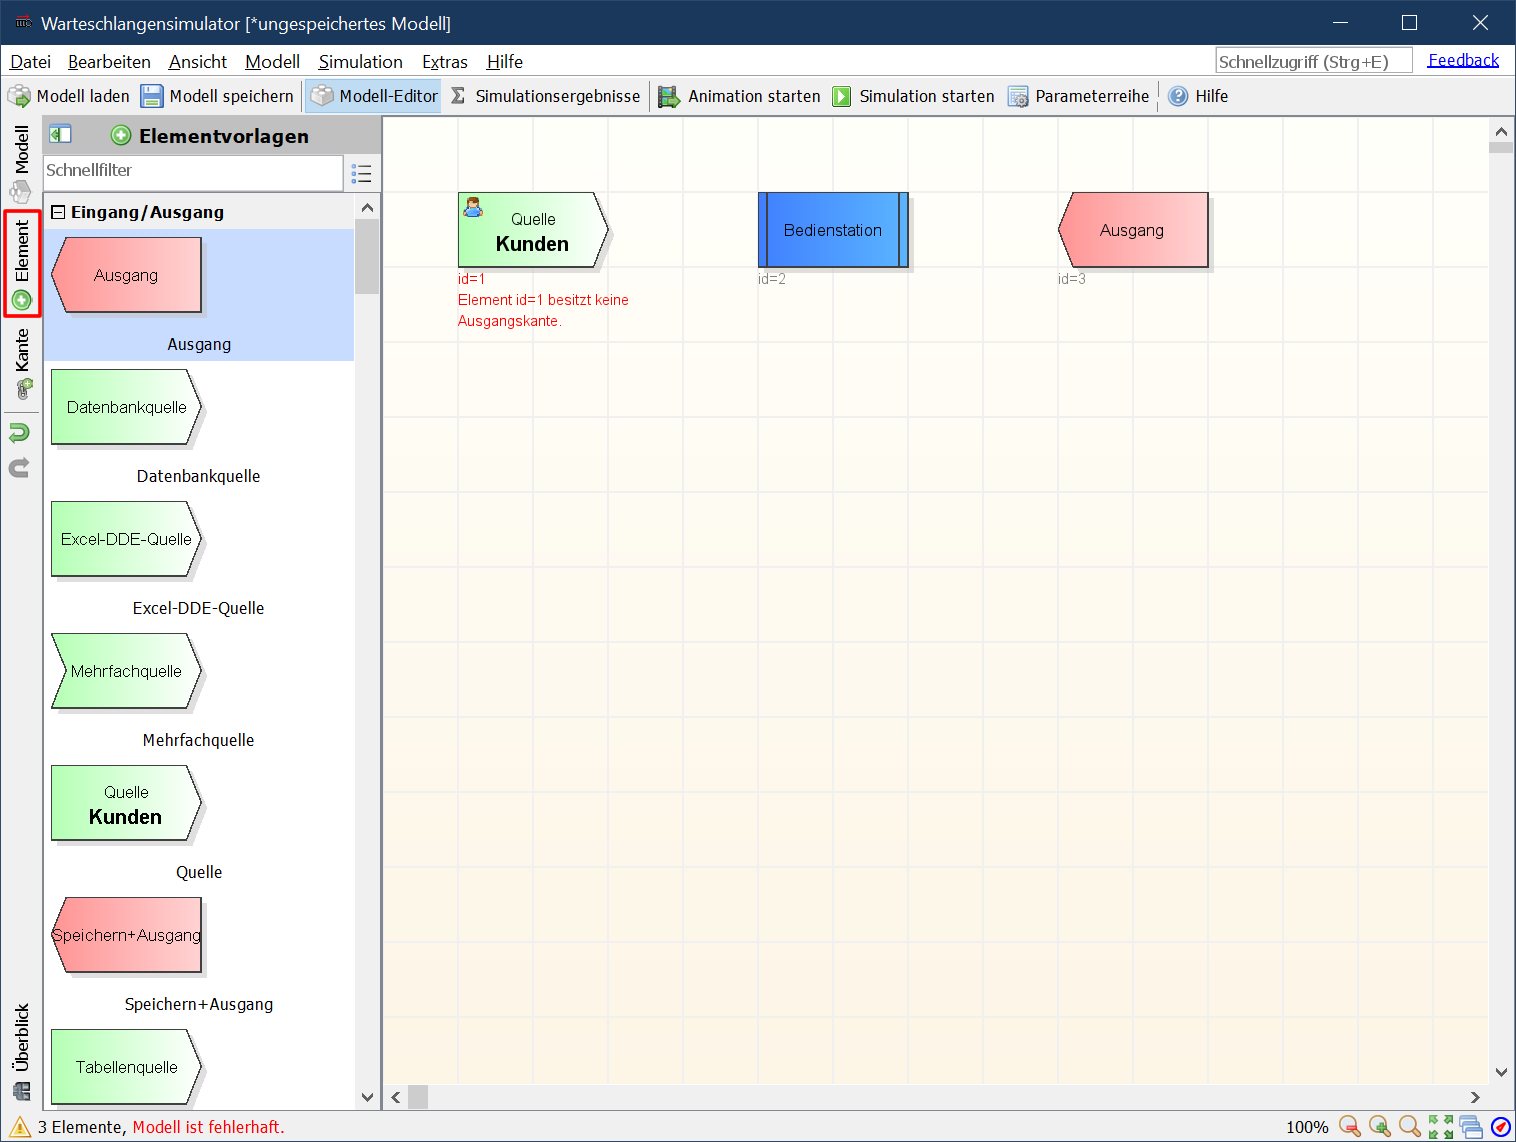 Warteschlangensimulator [*ungespeichertes Modell]
Datei Bearbeiten Ansicht Modell Simulation Extras Hilfe Schnellzugriff (Strg+E) Feedback
Modell laden Modell speichern Modell-Editor Σ Simulationsergebnisse Animation starten Simulation starten Parameterreihe Hilfe
Modell
Element
Kante
Überblick
Elementvorlagen
Schnellfilter
Eingang/Ausgang
Ausgang
Ausgang
Datenbankquelle
Datenbankquelle
Excel-DDE-Quelle
Excel-DDE-Quelle
Mehrfachquelle
Mehrfachquelle
Quelle
Kunden
Quelle
Speichern+Ausgang
Speichern+Ausgang
Tabellenquelle
Quelle
Kunden
id=1
Element id=1 besitzt keine
Ausgangskante.
Bedienstation
id=2
Ausgang
id=3
3 Elemente, Modell ist fehlerhaft.
100%